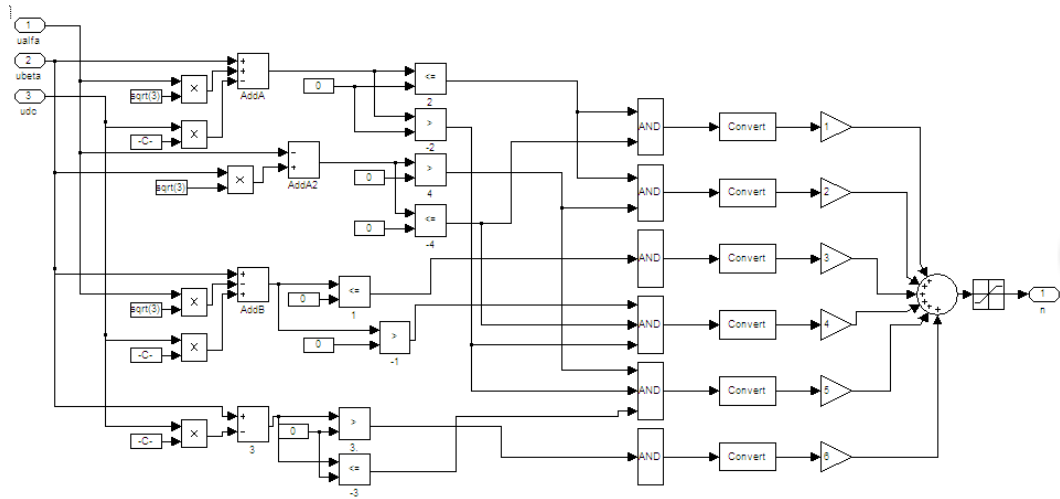 1
ualfa
2
ubeta
3
udo
sqrt(3)
×
-C-
×
+
+
−
AddA
sqrt(3)
×
−
+
AddA2
0
<=
2
>
-2
0
>
4
0
<=
-4
sqrt(3)
×
-C-
×
+
−
+
AddB
0
<=
1
0
>
-1
-C-
×
+
−
3
0
>
3.
<=
-3
AND
Convert
1
AND
Convert
2
AND
Convert
3
AND
Convert
4
AND
Convert
5
AND
Convert
6
+
+
+
+
+
+
1
n